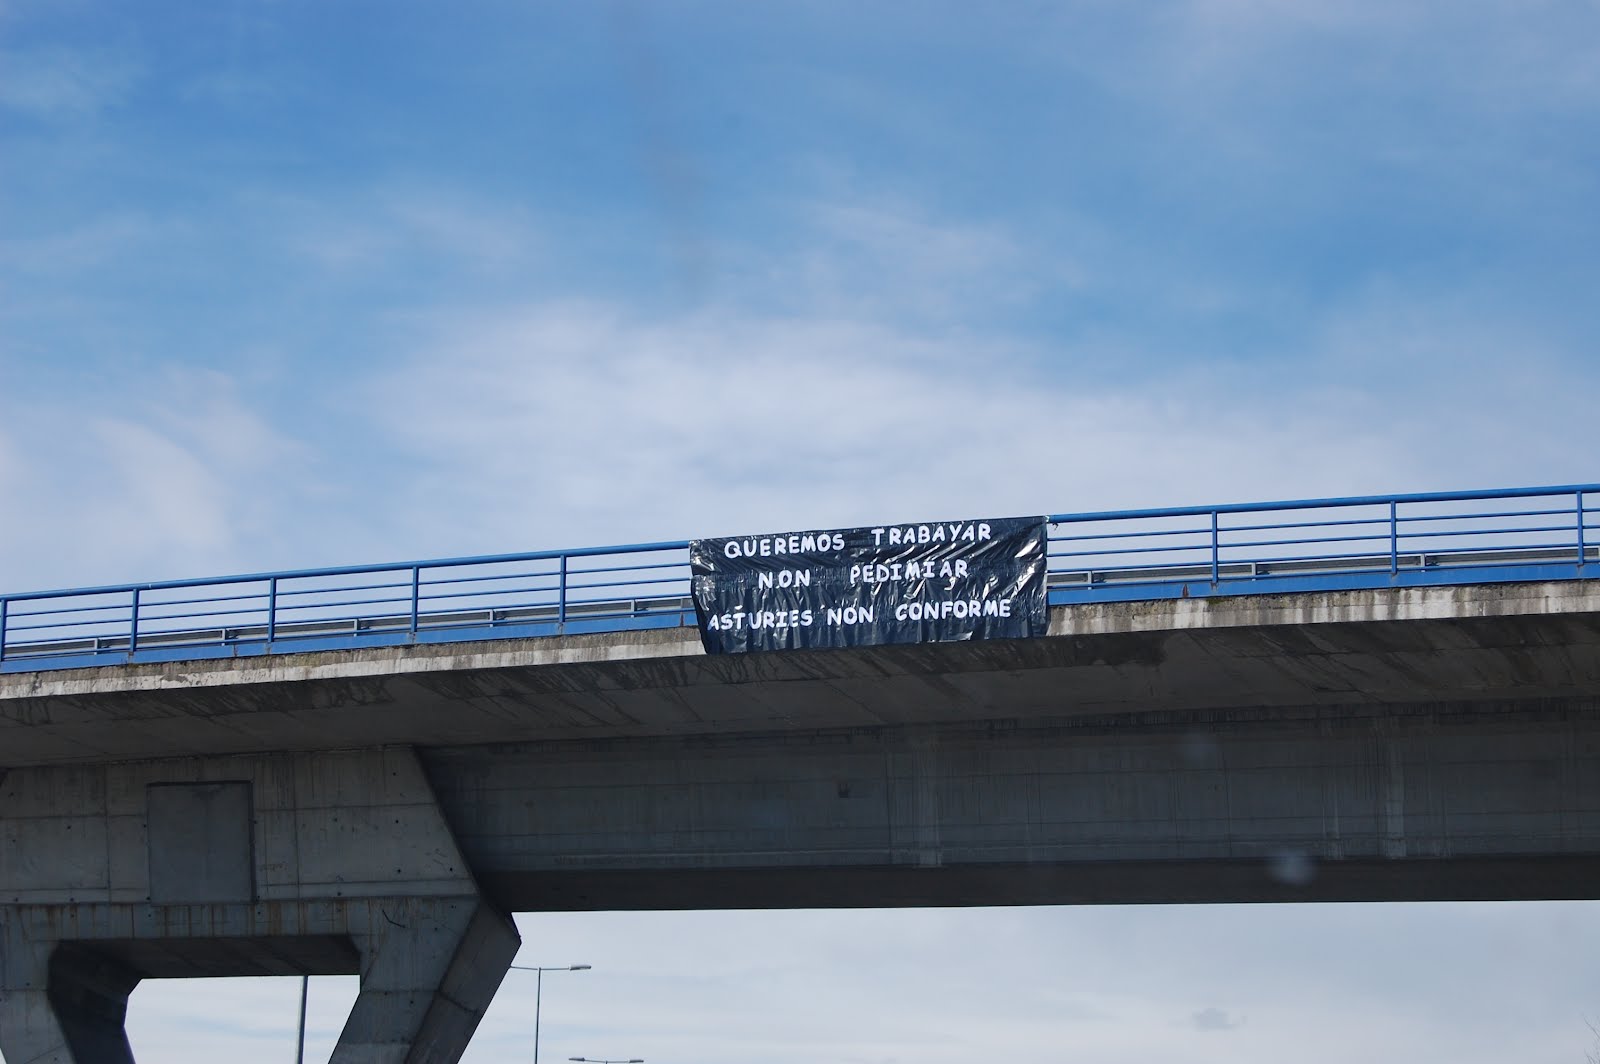 QUEREMOS TRABAYAR
NON PEDIMIAR
ASTURIES NON CONFORME